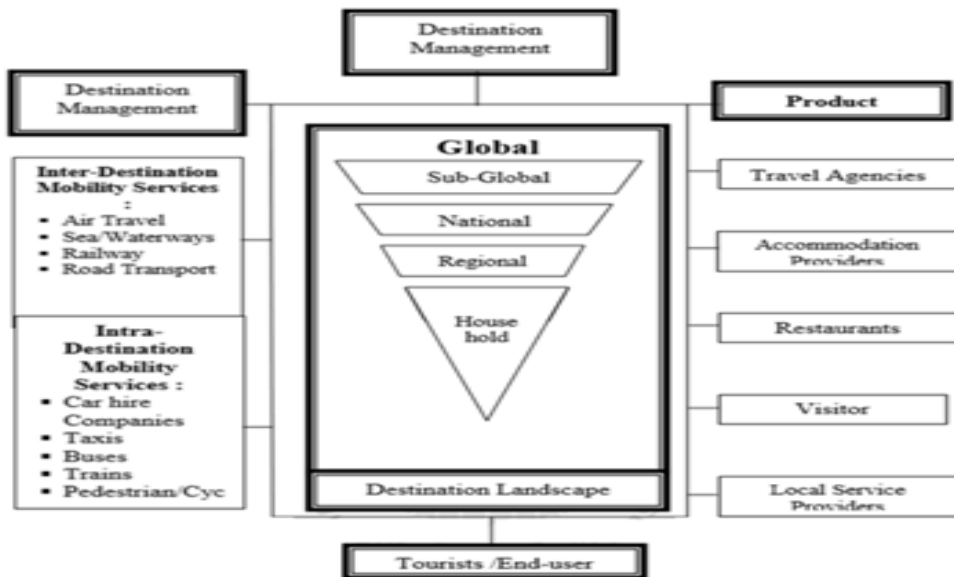 Destination
Management
Destination
Management
Product
Inter-Destination
Mobility Services
:
▪ Air Travel
▪ Sea/Waterways
▪ Railway
▪ Road Transport
Intra-
Destination
Mobility
Services :
▪ Car hire
Companies
▪ Taxis
▪ Buses
▪ Trains
▪ Pedestrian/Cyc
Global
Sub-Global
National
Regional
House
hold
Destination Landscape
Travel Agencies
Accommodation
Providers
Restaurants
Visitor
Local Service
Providers
Tourists /End-user